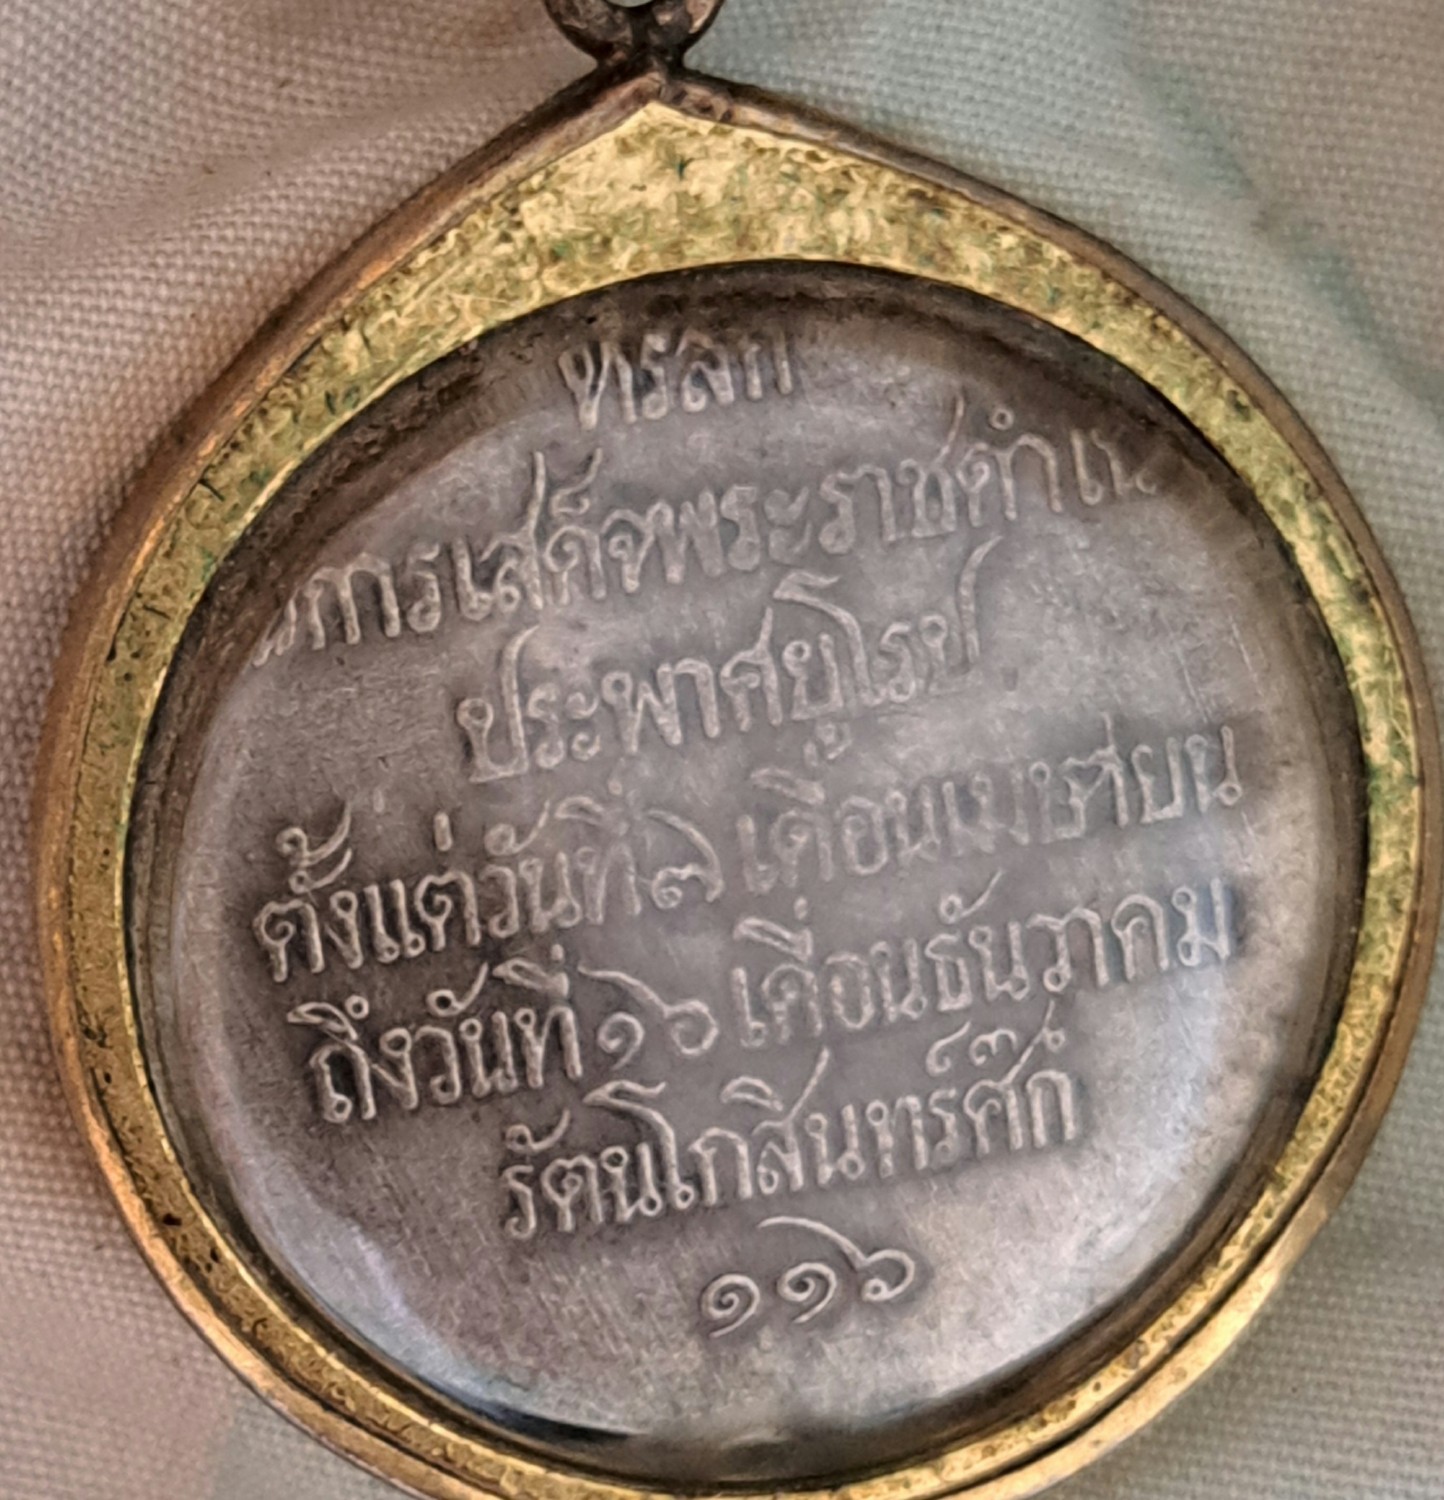 ทรลก
การเสด็จพระราชดำเน
ประพาศยูโรป
ตั้งแต่วันที่ ๗ เดือนเมษายน
ถึงวันที่ ๑๖ เดือนธันวาคม
รัตนโกสินทร์ศก๊
๑๑๖